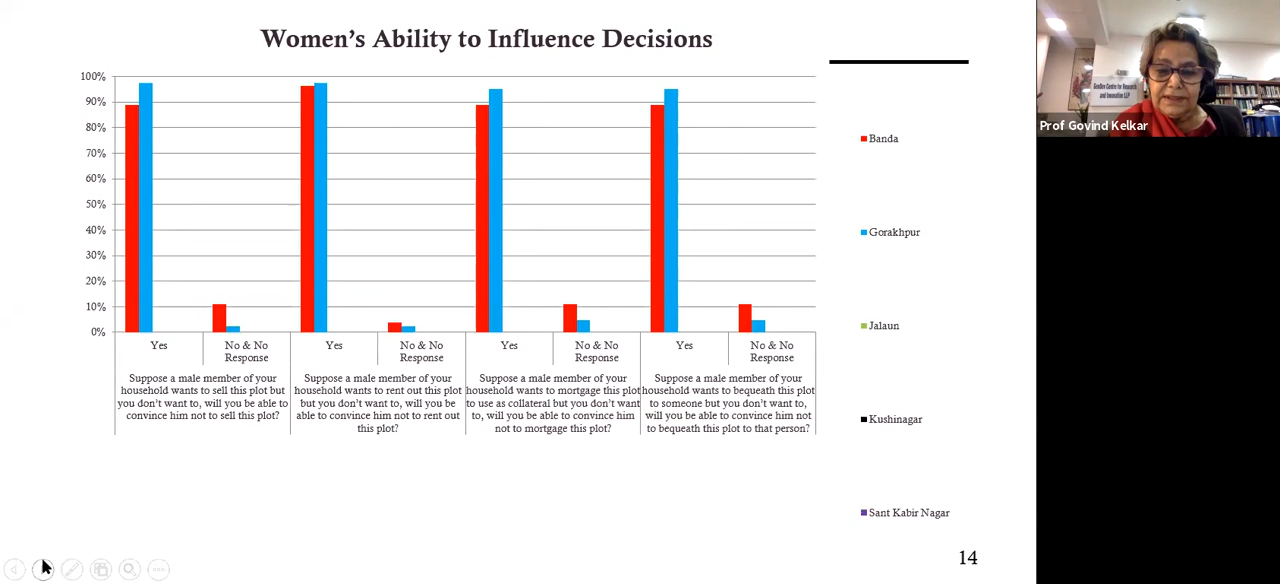 Women’s Ability to Influence Decisions
100%
90%
80%
70%
60%
50%
40%
30%
20%
10%
0%
Yes
No & No
Response
Yes
No & No
Response
Yes
No & No
Response
Yes
No & No
Response
Suppose a male member of your
household wants to sell this plot but
you don’t want to, will you be able to
convince him not to sell this plot?
Suppose a male member of your
household wants to rent out this plot
but you don’t want to, will you be
able to convince him not to rent out
this plot?
Suppose a male member of your
household wants to mortgage this plot
to use as collateral but you don’t want
to, will you be able to convince him
not to mortgage this plot?
Suppose a male member of your
household wants to bequeath this plot
to someone but you don’t want to,
will you be able to convince him not
to bequeath this plot to that person?
Banda
Gorakhpur
Jalaun
Kushinagar
Sant Kabir Nagar
14
GenDev Centre for Research
and Innovation LLP
Prof Govind Kelkar